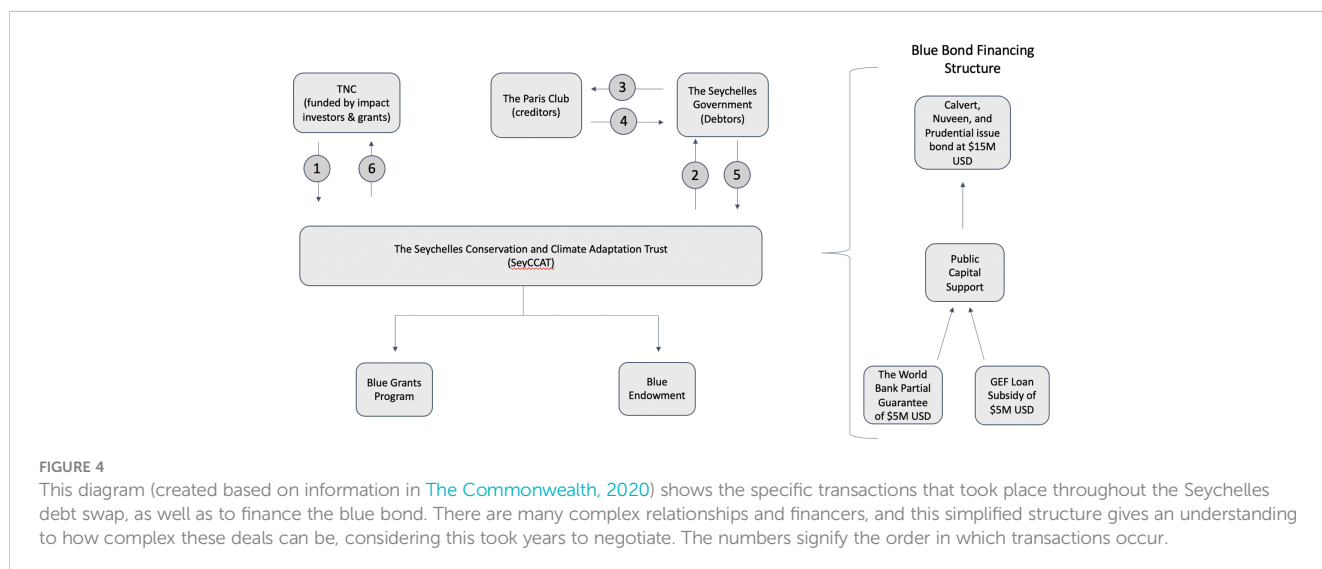 Blue Bond Financing
Structure
TNC
(funded by impact
investors & grants)
The Paris Club
(creditors)
3
4
The Seychelles
Government
(Debtors)
Calvert,
Nuveen, and
Prudential issue
bond at $15M
USD
1
6
2
5
The Seychelles Conservation and Climate Adaptation Trust
(SeyCCAT)
Public
Capital
Support
Blue Grants
Program
Blue
Endowment
The World
Bank Partial
Guarantee
of $5M USD
GEF Loan
Subsidy of
$5M USD
FIGURE 4
This diagram (created based on information in The Commonwealth, 2020) shows the specific transactions that took place throughout the Seychelles
debt swap, as well as to finance the blue bond. There are many complex relationships and financers, and this simplified structure gives an understanding
to how complex these deals can be, considering this took years to negotiate. The numbers signify the order in which transactions occur.